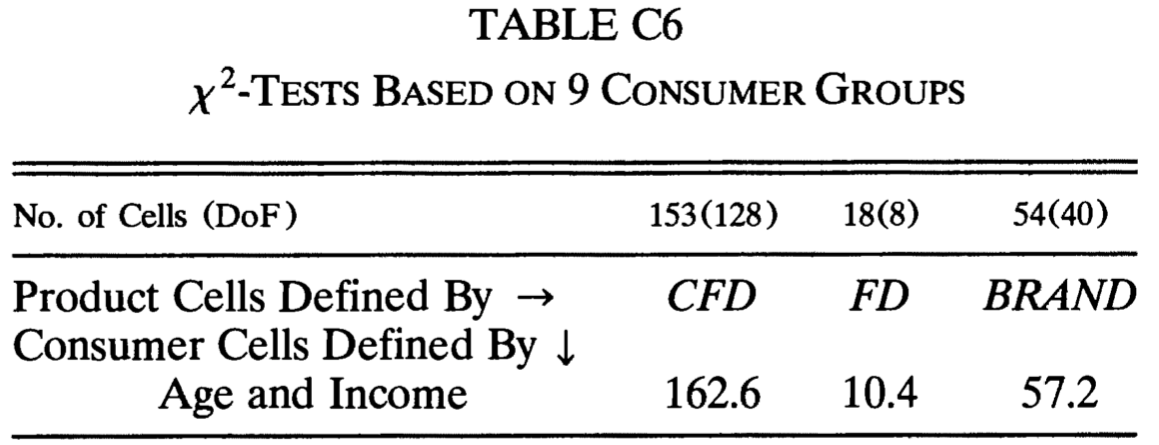 TABLE C6
χ²-TESTS BASED ON 9 CONSUMER GROUPS
No. of Cells (DoF) 153(128) 18(8) 54(40)
Product Cells Defined By → CFD FD BRAND
Consumer Cells Defined By ↓
Age and Income 162.6 10.4 57.2